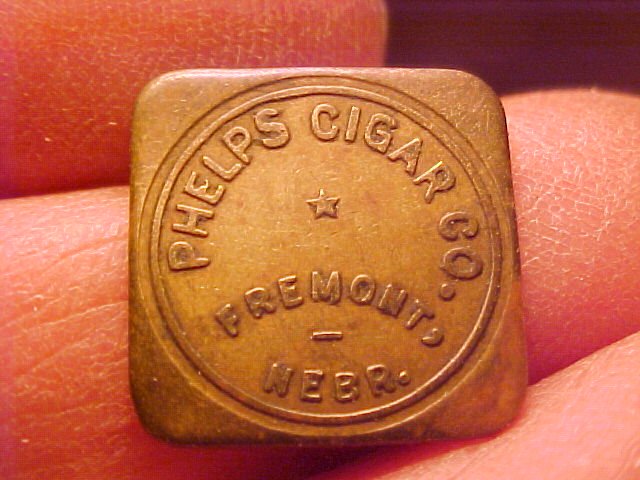 PHELPS CIGAR CO.
FREMONT,
NEBR.